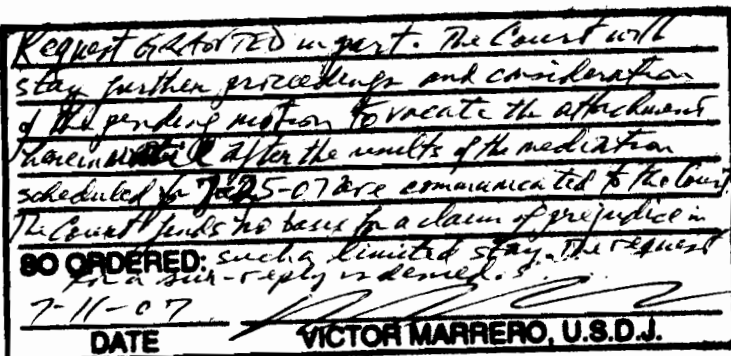 Request GRANTED in part. The Court will
stay further proceedings and consideration
of the pending motion to vacate the attachment
herein until after the results of the mediation
scheduled for 7-25-07 are communicated to the Court.
The Court finds no basis for a claim of prejudice in
SO ORDERED: such a limited stay. The request
for a sur-reply is denied.
7-11-07
DATE VICTOR MARRERO, U.S.D.J.